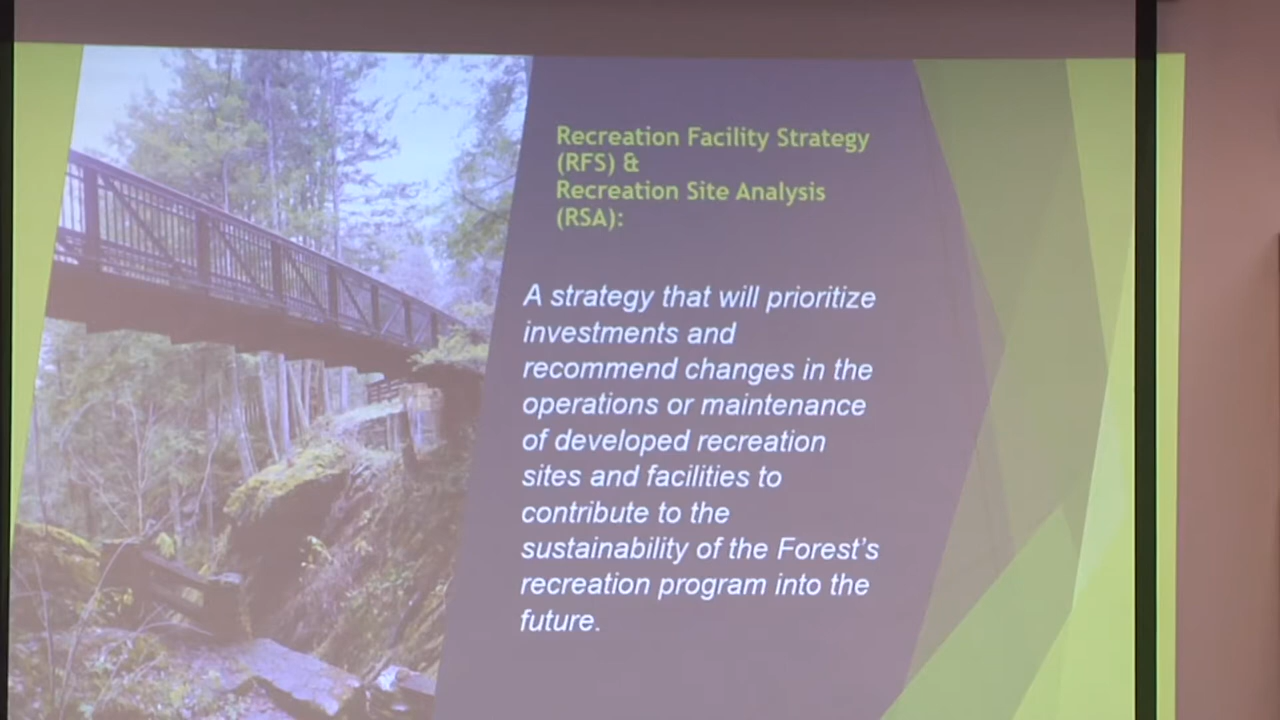 Recreation Facility Strategy
(RFS) &
Recreation Site Analysis
(RSA):
A strategy that will prioritize
investments and
recommend changes in the
operations or maintenance
of developed recreation
sites and facilities to
contribute to the
sustainability of the Forest’s
recreation program into the
future.